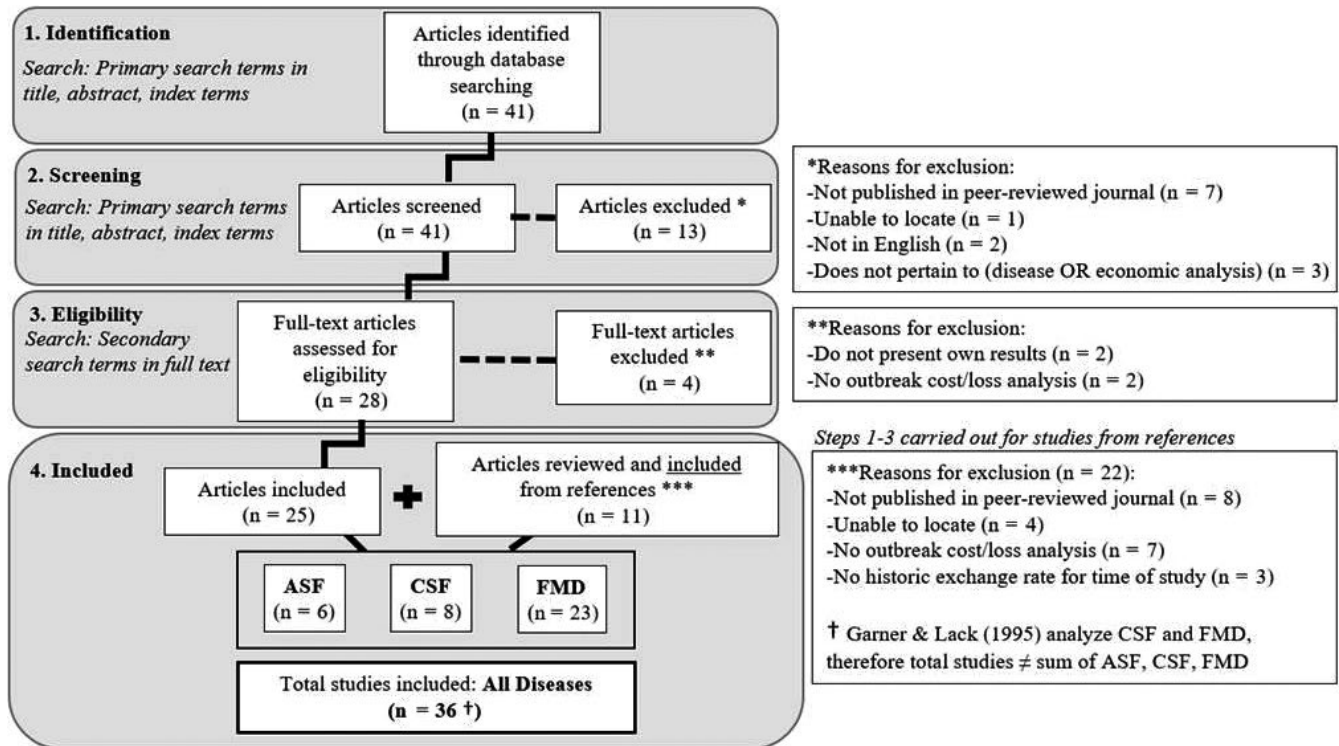 1. Identification
Search: Primary search terms in
title, abstract, index terms
Articles identified
through database
searching
(n = 41)
2. Screening
Search: Primary search terms
in title, abstract, index terms
Articles screened
(n = 41)
Articles excluded *
(n = 13)
*Reasons for exclusion:
-Not published in peer-reviewed journal (n = 7)
-Unable to locate (n = 1)
-Not in English (n = 2)
-Does not pertain to (disease OR economic analysis) (n = 3)
3. Eligibility
Search: Secondary
search terms in full text
Full-text articles
assessed for
eligibility
(n = 28)
Full-text articles
excluded **
(n = 4)
**Reasons for exclusion:
-Do not present own results (n = 2)
-No outbreak cost/loss analysis (n = 2)
4. Included
Articles included
(n = 25)
+
Articles reviewed and included
from references ***
(n = 11)
Steps 1-3 carried out for studies from references
***Reasons for exclusion (n = 22):
-Not published in peer-reviewed journal (n = 8)
-Unable to locate (n = 4)
-No outbreak cost/loss analysis (n = 7)
-No historic exchange rate for time of study (n = 3)
† Garner & Lack (1995) analyze CSF and FMD,
therefore total studies ≠ sum of ASF, CSF, FMD
ASF
(n = 6)
CSF
(n = 8)
FMD
(n = 23)
Total studies included: All Diseases
(n = 36 †)